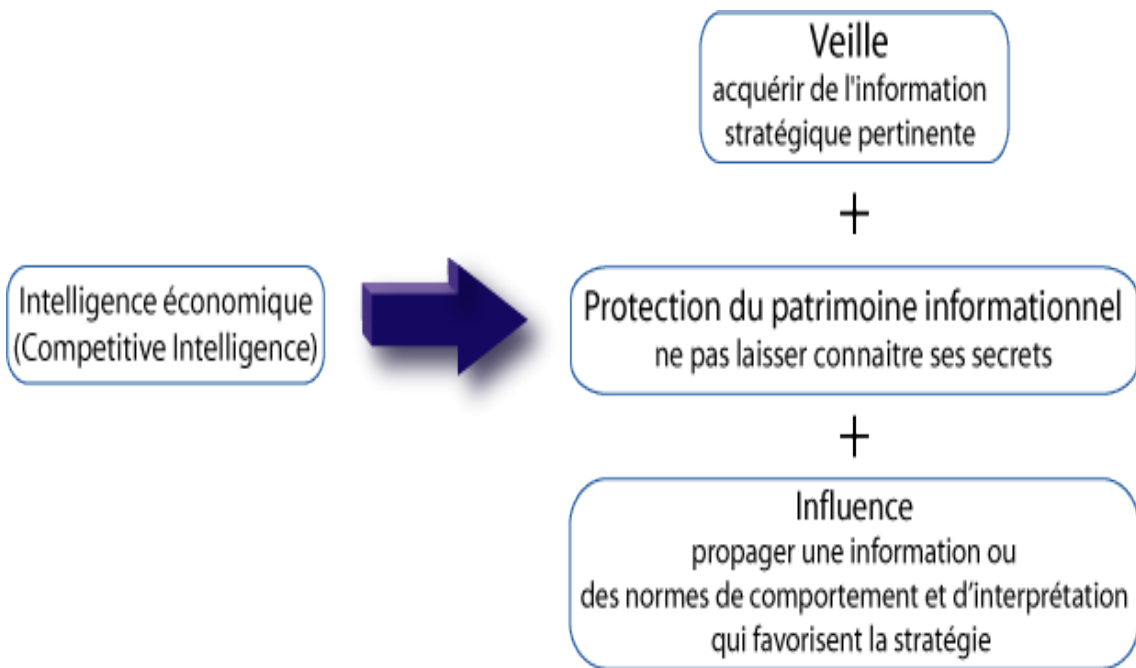 Veille
acquérir de l'information
stratégique pertinente
+
Intelligence économique
(Competitive Intelligence)
Protection du patrimoine informationnel
ne pas laisser connaitre ses secrets
+
Influence
propager une information ou
des normes de comportement et d’interprétation
qui favorisent la stratégie